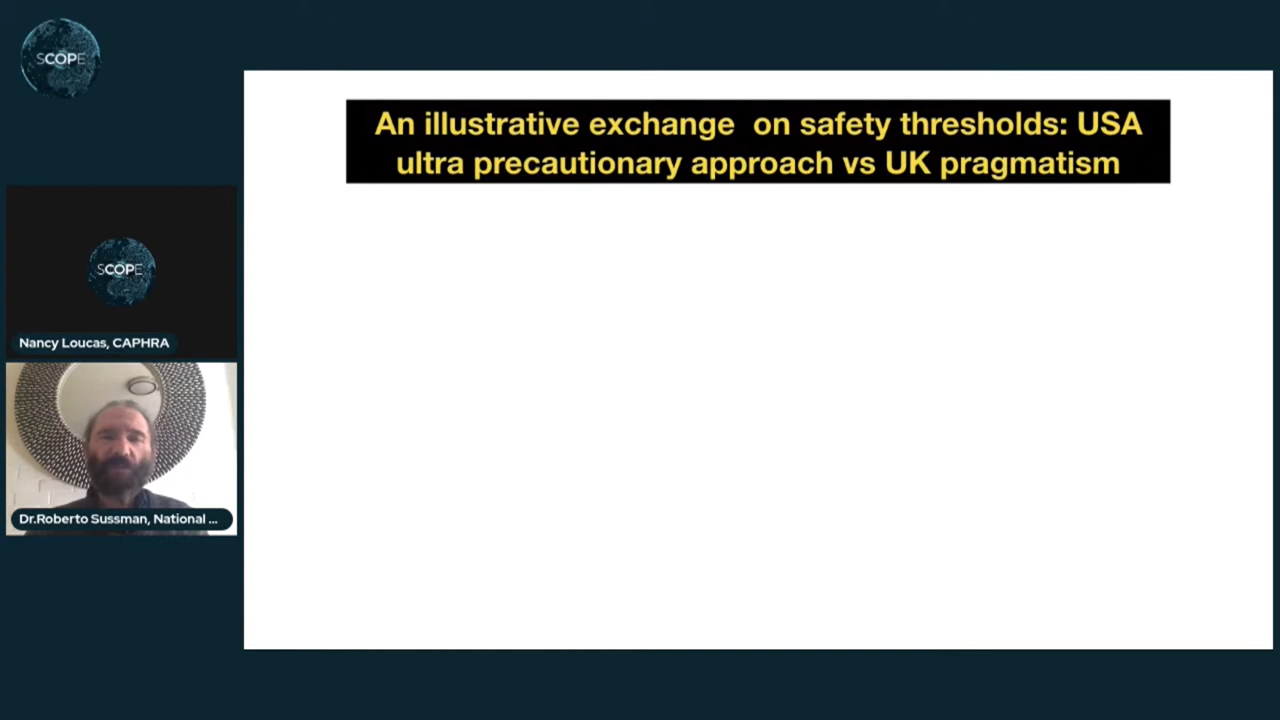 SCOPE
An illustrative exchange  on safety thresholds: USA
ultra precautionary approach vs UK pragmatism
SCOPE
Nancy Loucas, CAPHRA
Dr.Roberto Sussman, National ...